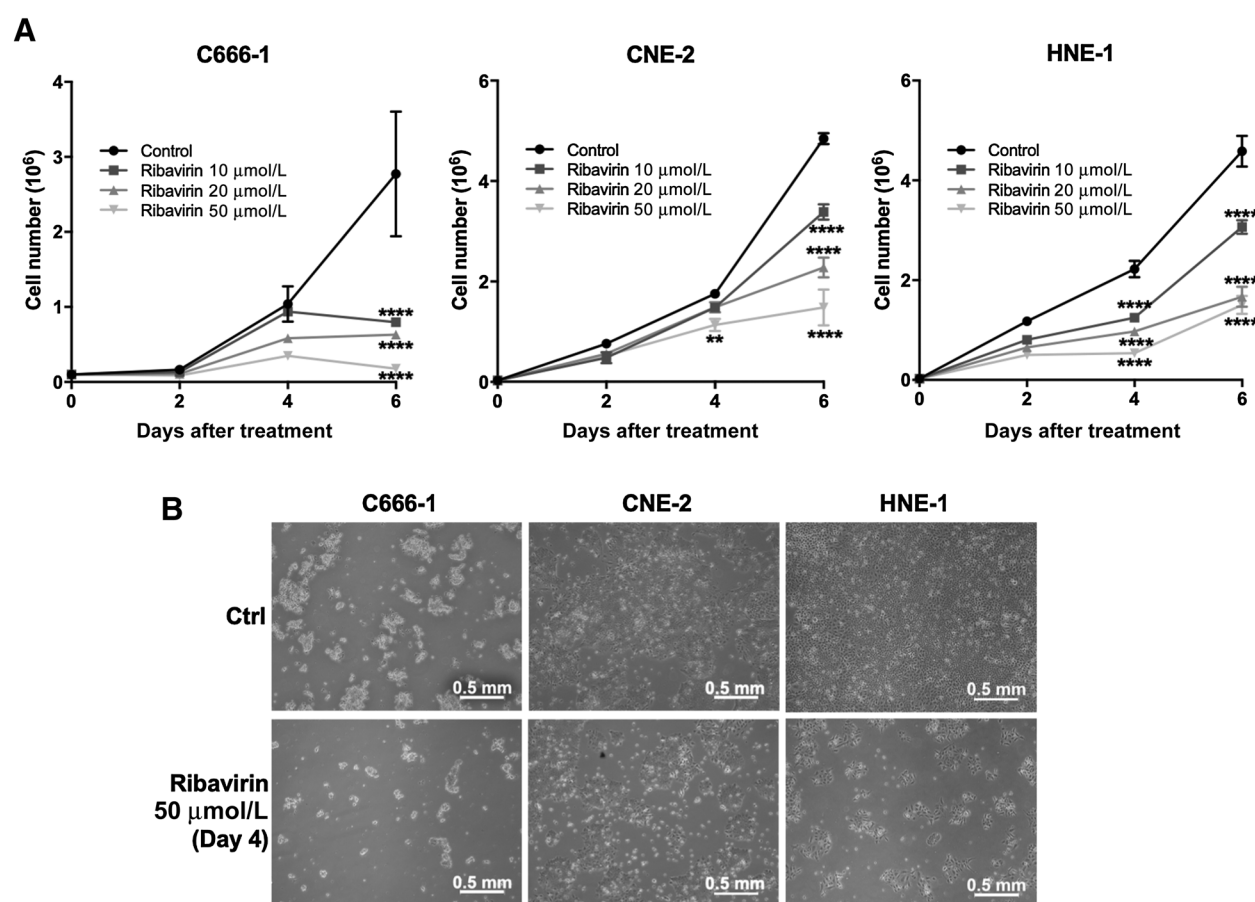 A
C666-1
CNE-2
HNE-1
4
3
2
1
0
Cell number (10⁶)
Control
Ribavirin 10 μmol/L
Ribavirin 20 μmol/L
Ribavirin 50 μmol/L
****
****
****
0 2 4 6
Days after treatment
6
4
2
0
Cell number (10⁶)
Control
Ribavirin 10 μmol/L
Ribavirin 20 μmol/L
Ribavirin 50 μmol/L
****
****
**
****
0 2 4 6
Days after treatment
6
4
2
0
Cell number (10⁶)
Control
Ribavirin 10 μmol/L
Ribavirin 20 μmol/L
Ribavirin 50 μmol/L
****
****
****
****
****
****
0 2 4 6
Days after treatment
B
C666-1
CNE-2
HNE-1
Ctrl
0.5 mm
0.5 mm
0.5 mm
Ribavirin
50 μmol/L
(Day 4)
0.5 mm
0.5 mm
0.5 mm